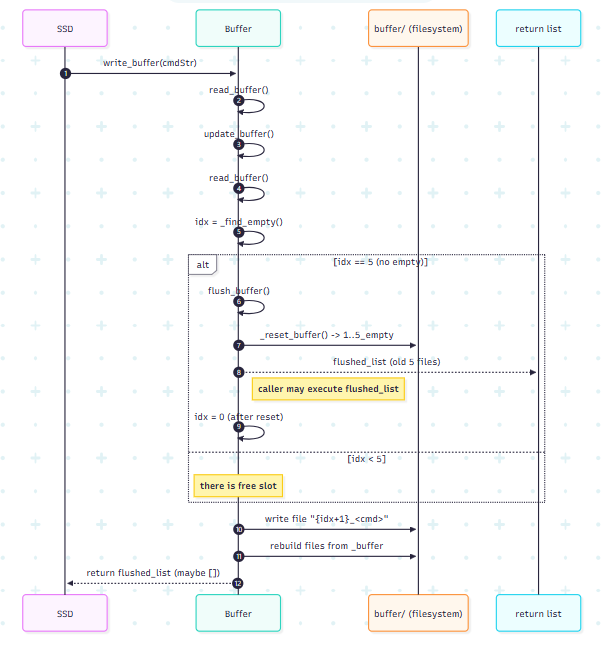 SSD
Buffer
buffer/ (filesystem)
return list
write_buffer(cmdStr)
1
read_buffer()
2
update_buffer()
3
read_buffer()
4
idx = _find_empty()
5
alt
[idx == 5 (no empty)]
flush_buffer()
6
_reset_buffer() -> 1..5_empty
7
flushed_list (old 5 files)
8
caller may execute flushed_list
idx = 0 (after reset)
9
[idx < 5]
there is free slot
write file "{idx+1}_<cmd>"
10
rebuild files from _buffer
11
return flushed_list (maybe [])
12
SSD
Buffer
buffer/ (filesystem)
return list